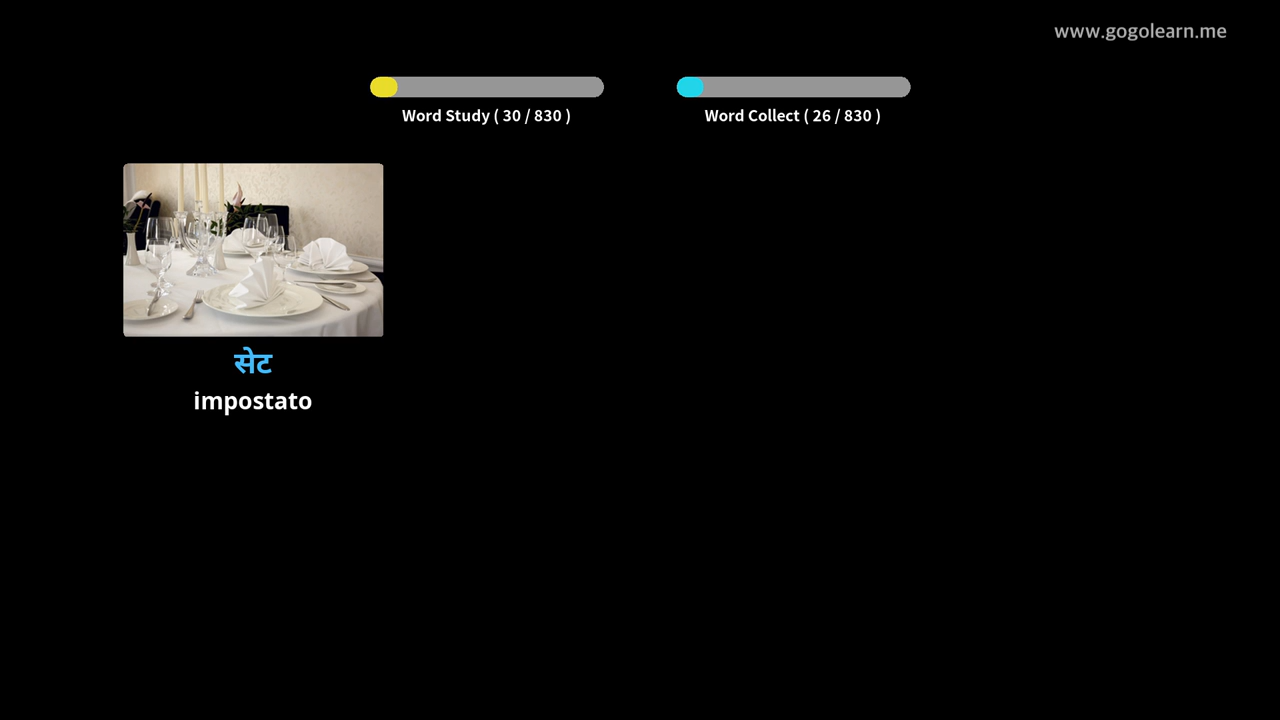 www.gogolearn.me
Word Study ( 30 / 830 )
Word Collect ( 26 / 830 )
सेट
impostato